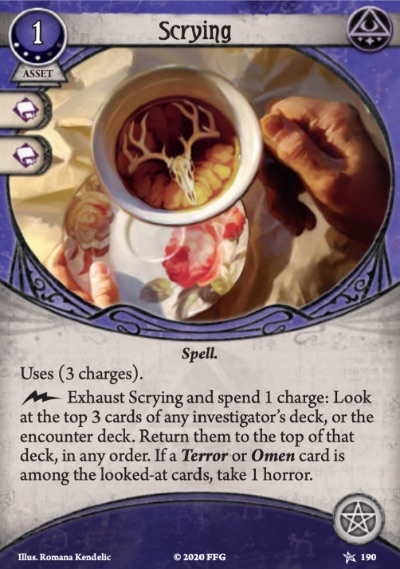 1
Scrying
ASSET
Spell.
Uses (3 charges).
Exhaust Scrying and spend 1 charge: Look
at the top 3 cards of any investigator's deck, or the
encounter deck. Return them to the top of that
deck, in any order. If a Terror or Omen card is
among the looked-at cards, take 1 horror.
Illus. Romana Kendelic
© 2020 FFG
190